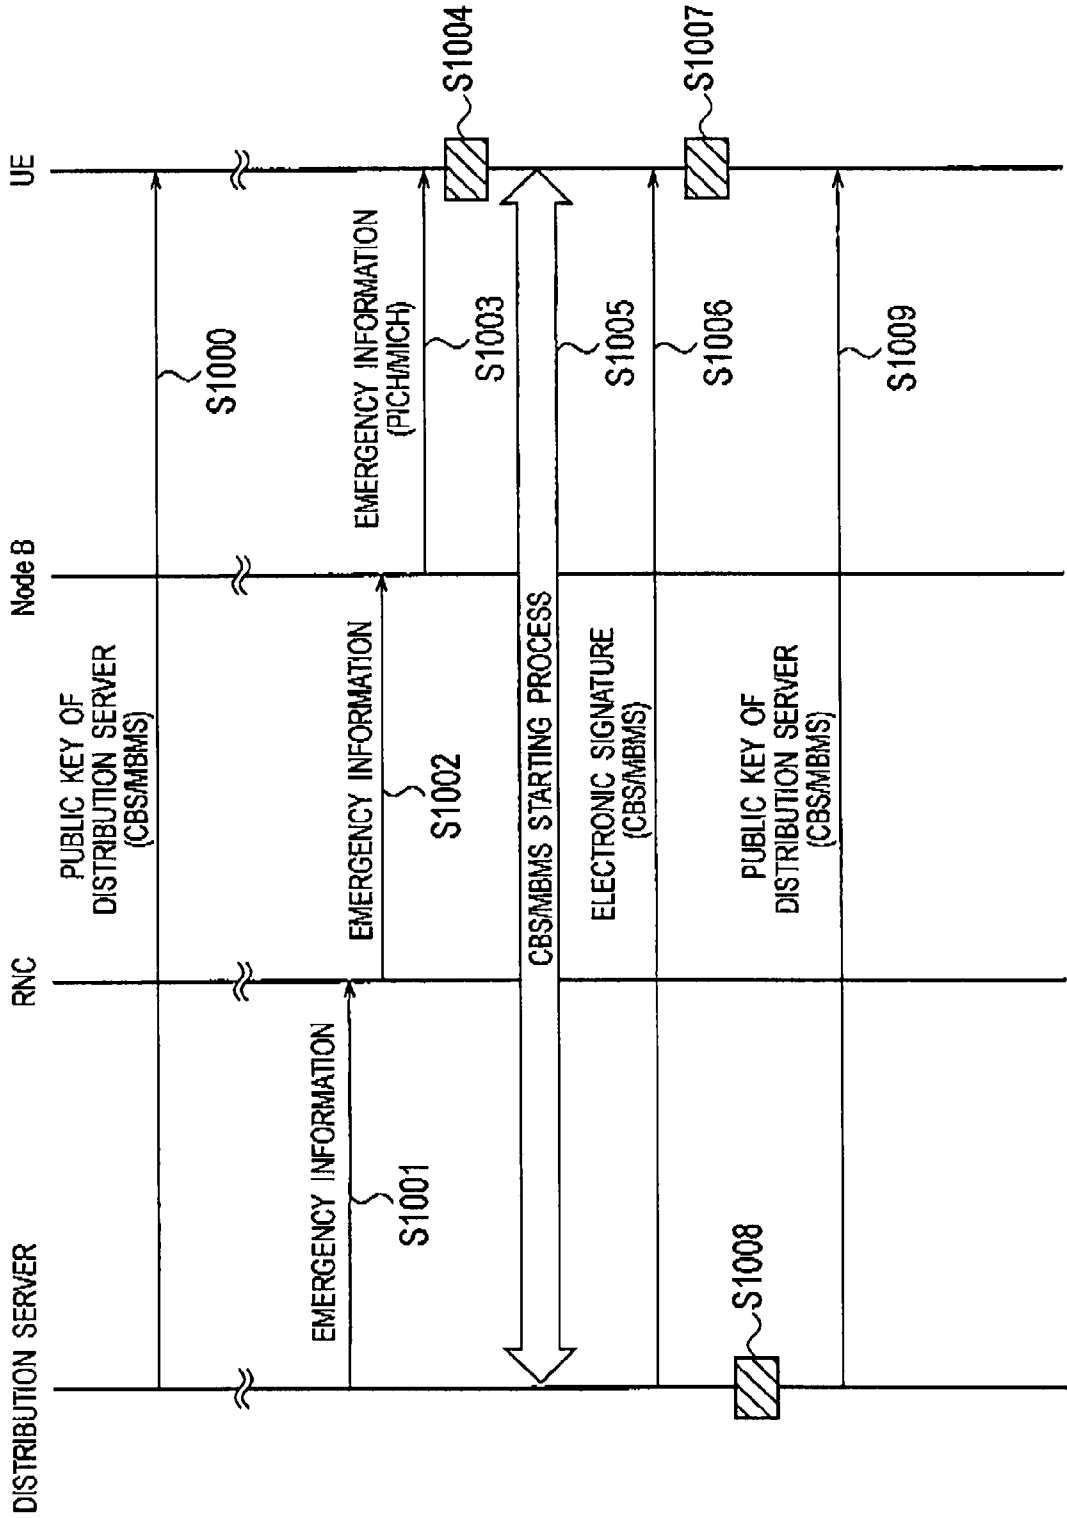 DISTRIBUTION SERVER
RNC
Node B
UE
PUBLIC KEY OF
DISTRIBUTION SERVER
(CBS/MBMS)
S1000
EMERGENCY INFORMATION
S1001
EMERGENCY INFORMATION
S1002
EMERGENCY INFORMATION
(PICH/MICH)
S1003
S1004
CBS/MBMS STARTING PROCESS
S1005
ELECTRONIC SIGNATURE
(CBS/MBMS)
S1006
S1007
S1008
PUBLIC KEY OF
DISTRIBUTION SERVER
(CBS/MBMS)
S1009